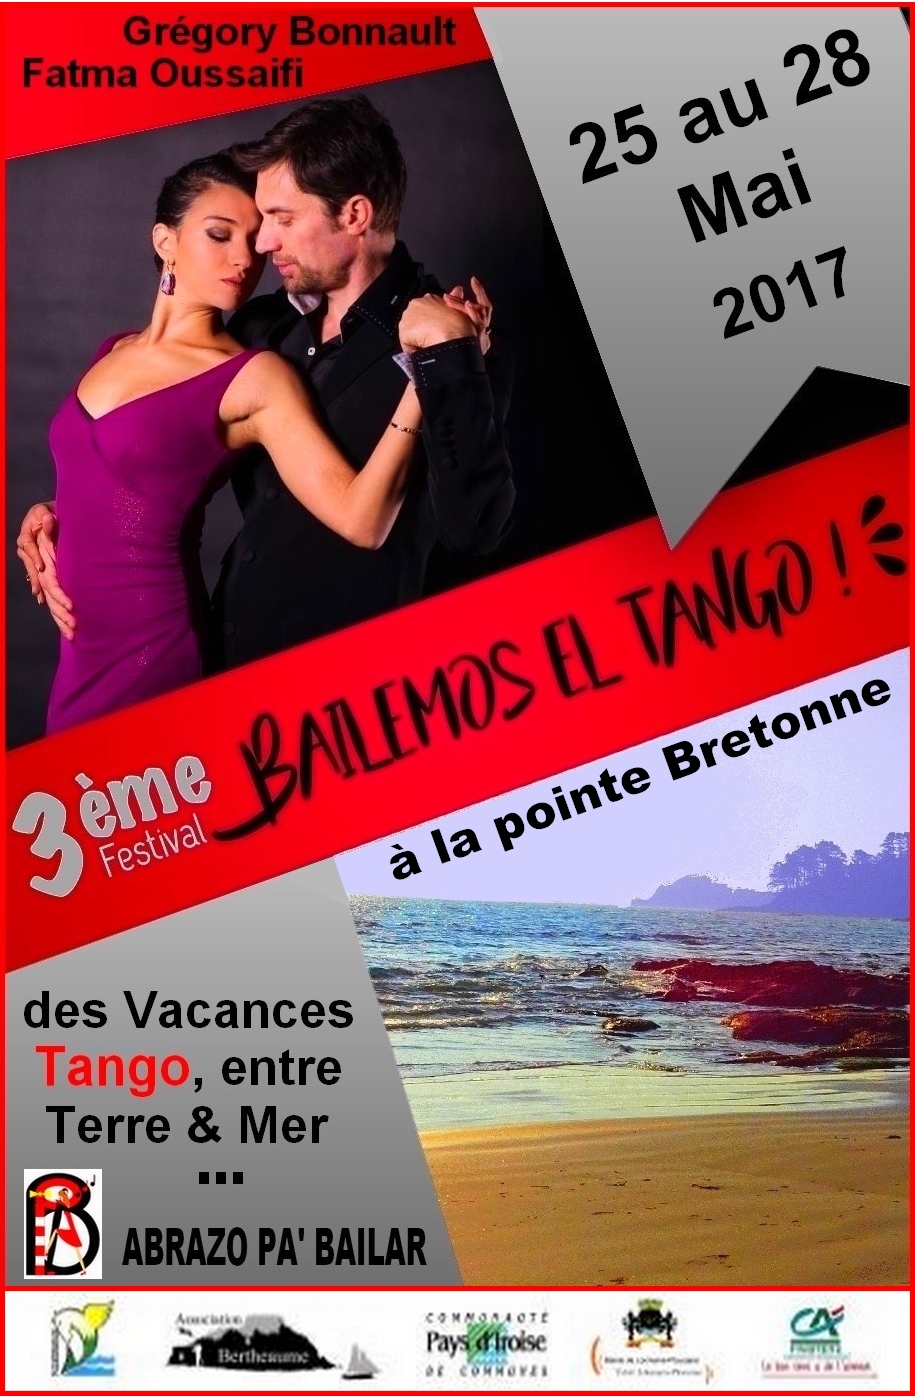 Grégory Bonnault
Fatma Oussaifi
25 au 28
Mai
2017
3ème
Festival
BAILEMOS EL TANGO !
à la pointe Bretonne
des Vacances
Tango, entre
Terre & Mer
...
ABRAZO PA' BAILAR
Association
Bertheaume
COMMUNAUTÉ
Pays d'Iroise
DE COMMUNES
CA